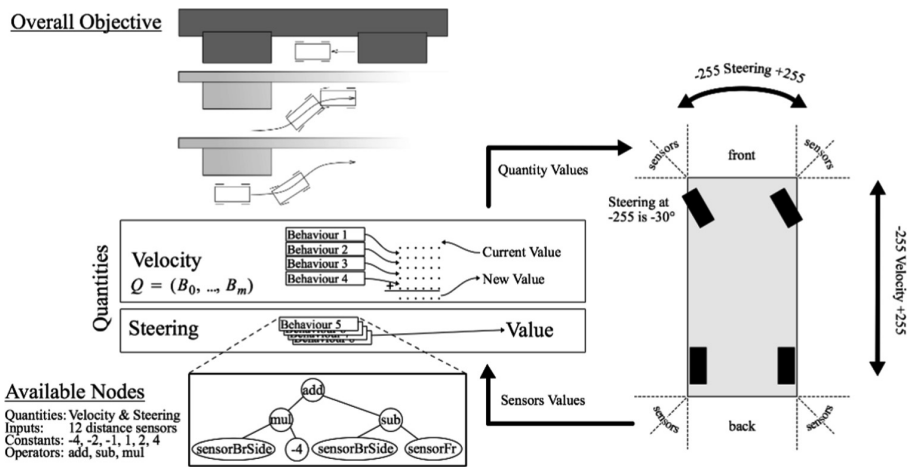 Overall Objective
-255 Steering +255
sensors
front
sensors
Quantity Values
Steering at
-255 is -30°
-255 Velocity +255
Quantities
Velocity
Q = (B0, ..., Bm)
Behaviour 1
Behaviour 2
Behaviour 3
Behaviour 4
+
Current Value
New Value
Steering
Behaviour 5
Value
Available Nodes
Quantities: Velocity & Steering
Inputs: 12 distance sensors
Constants: -4, -2, -1, 1, 2, 4
Operators: add, sub, mul
add
mul
sub
sensorBrSide
-4
sensorBrSide
sensorFr
Sensors Values
sensors
back
sensors